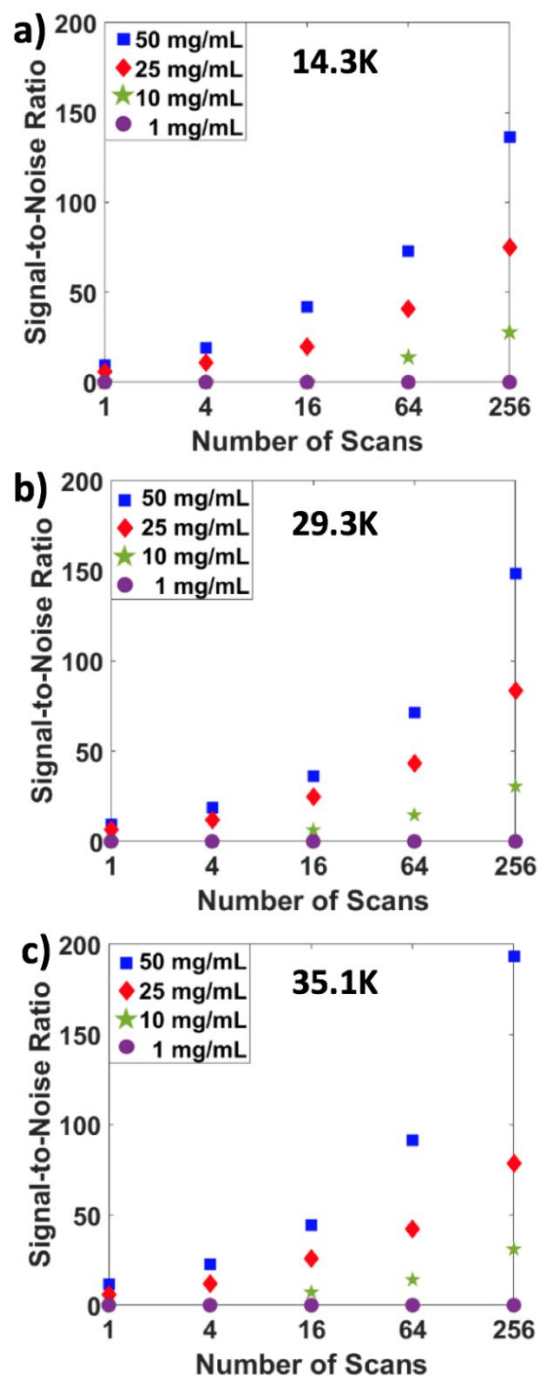 a)
200
150
100
50
0
Signal-to-Noise Ratio
50 mg/mL
25 mg/mL
10 mg/mL
1 mg/mL
14.3K
1 4 16 64 256
Number of Scans
b)
200
150
100
50
0
Signal-to-Noise Ratio
50 mg/mL
25 mg/mL
10 mg/mL
1 mg/mL
29.3K
1 4 16 64 256
Number of Scans
c)
200
150
100
50
0
Signal-to-Noise Ratio
50 mg/mL
25 mg/mL
10 mg/mL
1 mg/mL
35.1K
1 4 16 64 256
Number of Scans